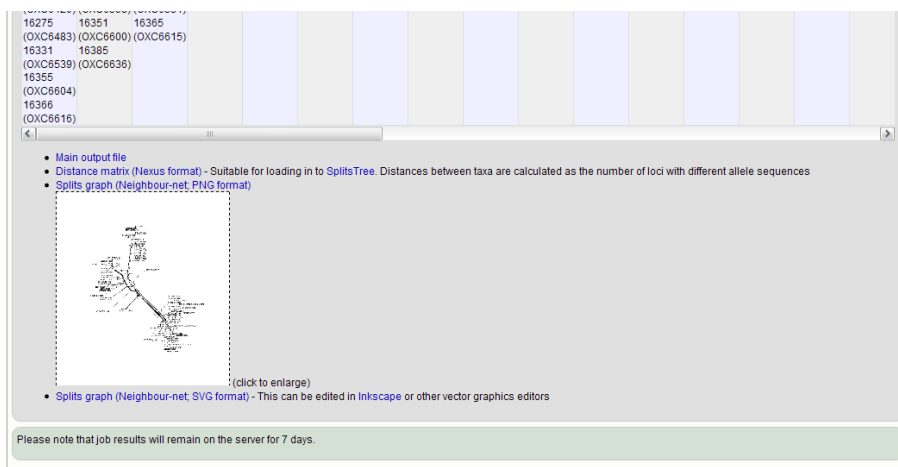 16275 16351 16365
(OXC6483) (OXC6600) (OXC6615)
16331 16385
(OXC6539) (OXC6636)
16355
(OXC6604)
16366
(OXC6616)
Main output file
Distance matrix (Nexus format) - Suitable for loading in to SplitsTree. Distances between taxa are calculated as the number of loci with different allele sequences
Splits graph (Neighbour-net; PNG format)
(click to enlarge)
Splits graph (Neighbour-net; SVG format) - This can be edited in Inkscape or other vector graphics editors
Please note that job results will remain on the server for 7 days.